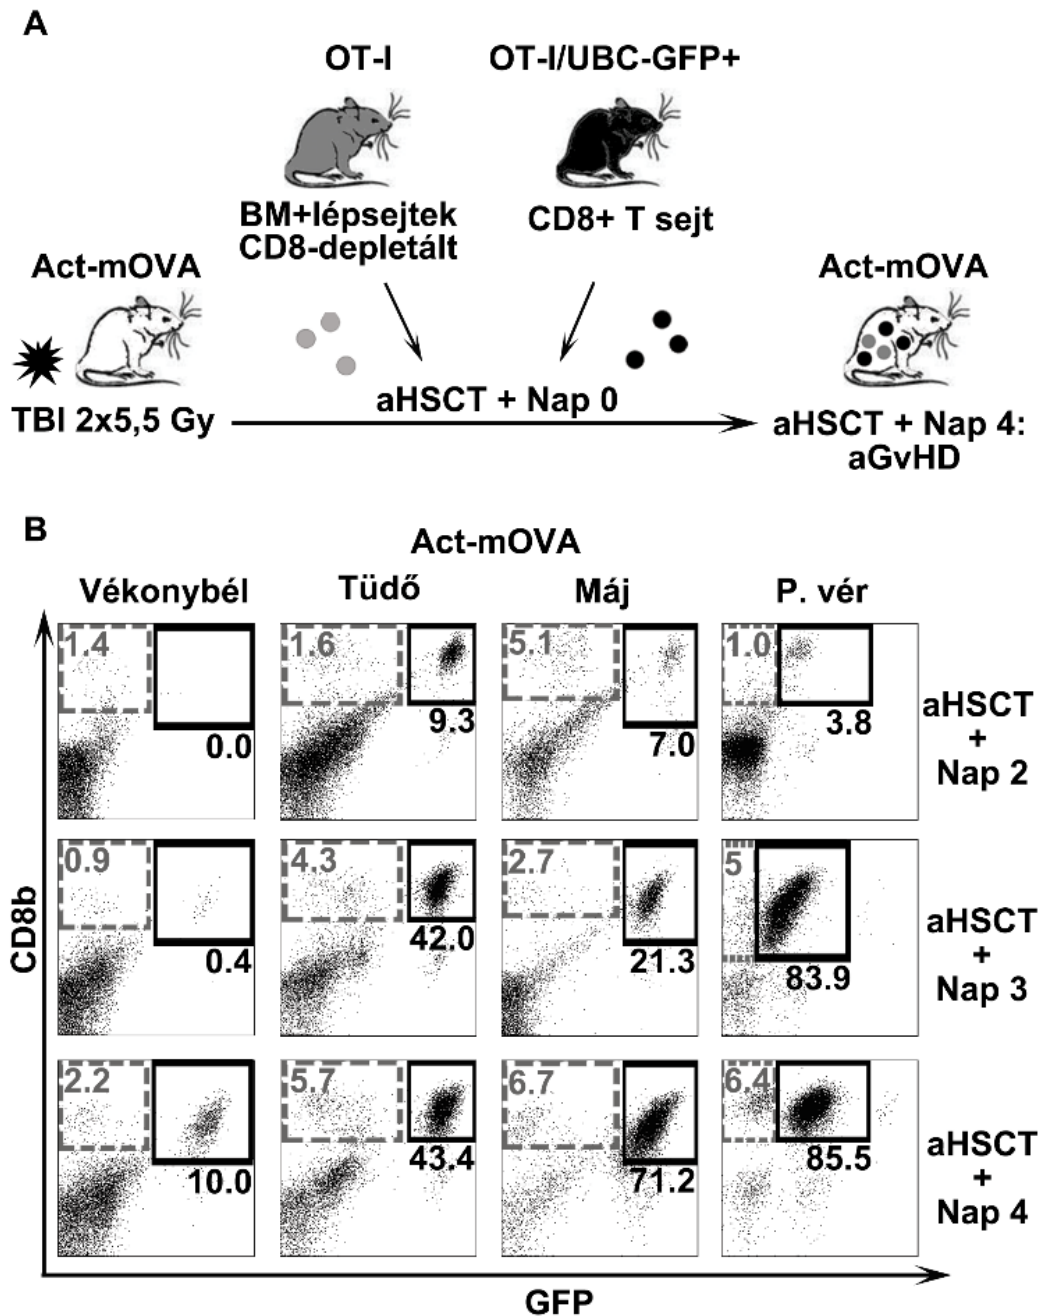 A
OT-I
OT-I/UBC-GFP+
BM+lépsejtek
CD8-depletált
CD8+ T sejt
Act-mOVA
Act-mOVA
aHSCT + Nap 0
TBI 2x5,5 Gy
aHSCT + Nap 4:
aGvHD
B
Act-mOVA
Vékonybél
Tüdő
Máj
P. vér
1.4
0.0
1.6
9.3
5.1
7.0
1.0
3.8
aHSCT
+
Nap 2
0.9
0.4
4.3
42.0
2.7
21.3
5
83.9
aHSCT
+
Nap 3
2.2
10.0
5.7
43.4
6.7
71.2
6.4
85.5
aHSCT
+
Nap 4
CD8b
GFP